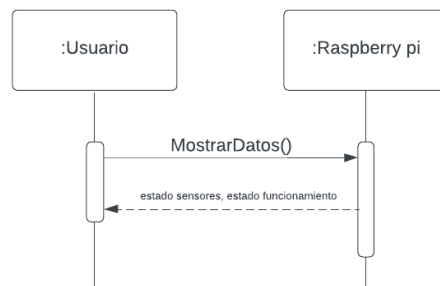 :Usuario
:Raspberry pi
MostrarDatos()
estado sensores, estado funcionamiento